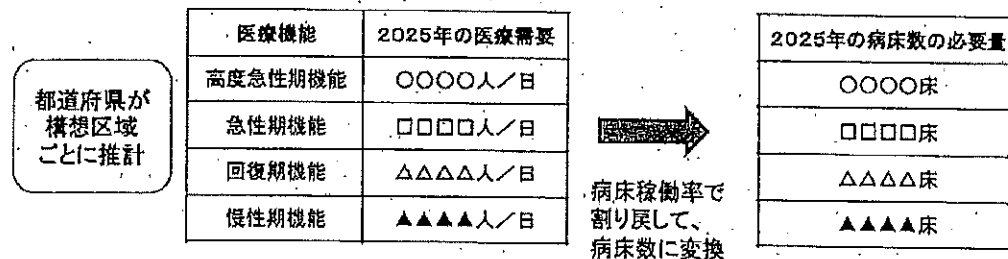 都道府県が
構想区域
ごとに推計
医療機能 2025年の医療需要
高度急性期機能 ○○○○人／日
急性期機能 □□□□人／日
回復期機能 △△△△人／日
慢性期機能 ▲▲▲▲人／日
病床稼働率で
割り戻して、
病床数に変換
2025年の病床数の必要量
○○○○床
□□□□床
△△△△床
▲▲▲▲床